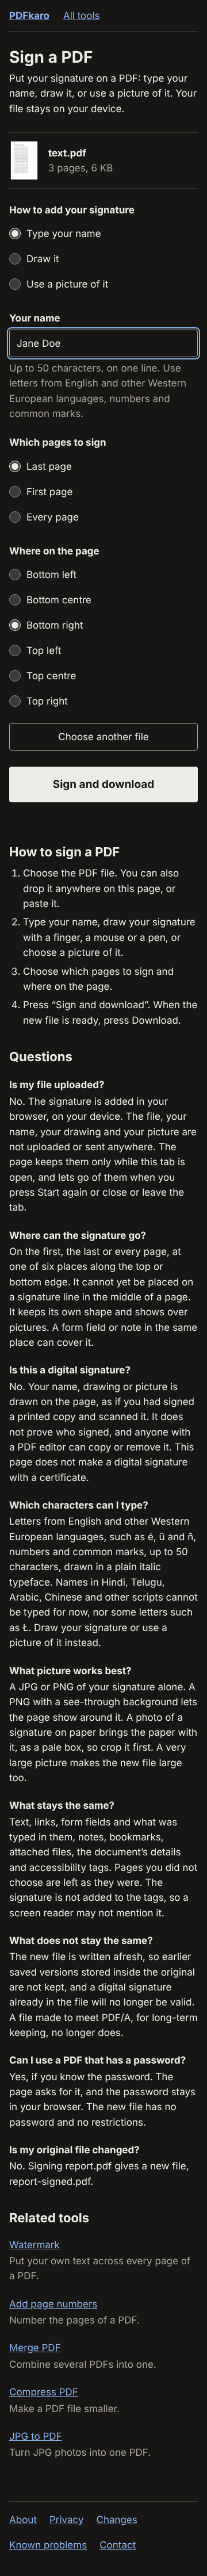 PDFkaro All tools
Sign a PDF
Put your signature on a PDF: type your
name, draw it, or use a picture of it. Your
file stays on your device.
text.pdf
3 pages, 6 KB
How to add your signature
Type your name
Draw it
Use a picture of it
Your name
Jane Doe
Up to 50 characters, on one line. Use
letters from English and other Western
European languages, numbers and
common marks.
Which pages to sign
Last page
First page
Every page
Where on the page
Bottom left
Bottom centre
Bottom right
Top left
Top centre
Top right
Choose another file
Sign and download
How to sign a PDF
1. Choose the PDF file. You can also
drop it anywhere on this page, or
paste it.
2. Type your name, draw your signature
with a finger, a mouse or a pen, or
choose a picture of it.
3. Choose which pages to sign and
where on the page.
4. Press “Sign and download”. When the
new file is ready, press Download.
Questions
Is my file uploaded?
No. The signature is added in your
browser, on your device. The file, your
name, your drawing and your picture are
not uploaded or sent anywhere. The
page keeps them only while this tab is
open, and lets go of them when you
press Start again or close or leave the
tab.
Where can the signature go?
On the first, the last or every page, at
one of six places along the top or
bottom edge. It cannot yet be placed on
a signature line in the middle of a page.
It keeps its own shape and shows over
pictures. A form field or note in the same
place can cover it.
Is this a digital signature?
No. Your name, drawing or picture is
drawn on the page, as if you had signed
a printed copy and scanned it. It does
not prove who signed, and anyone with
a PDF editor can copy or remove it. This
page does not make a digital signature
with a certificate.
Which characters can I type?
Letters from English and other Western
European languages, such as é, ü and ñ,
numbers and common marks, up to 50
characters, drawn in a plain italic
typeface. Names in Hindi, Telugu,
Arabic, Chinese and other scripts cannot
be typed for now, nor some letters such
as Ł. Draw your signature or use a
picture of it instead.
What picture works best?
A JPG or PNG of your signature alone. A
PNG with a see-through background lets
the page show around it. A photo of a
signature on paper brings the paper with
it, as a pale box, so crop it first. A very
large picture makes the new file large
too.
What stays the same?
Text, links, form fields and what was
typed in them, notes, bookmarks,
attached files, the document’s details
and accessibility tags. Pages you did not
choose are left as they were. The
signature is not added to the tags, so a
screen reader may not mention it.
What does not stay the same?
The new file is written afresh, so earlier
saved versions stored inside the original
are not kept, and a digital signature
already in the file will no longer be valid.
A file made to meet PDF/A, for long-term
keeping, no longer does.
Can I use a PDF that has a password?
Yes, if you know the password. The
page asks for it, and the password stays
in your browser. The new file has no
password and no restrictions.
Is my original file changed?
No. Signing report.pdf gives a new file,
report-signed.pdf.
Related tools
Watermark
Put your own text across every page of
a PDF.
Add page numbers
Number the pages of a PDF.
Merge PDF
Combine several PDFs into one.
Compress PDF
Make a PDF file smaller.
JPG to PDF
Turn JPG photos into one PDF.
About Privacy Changes
Known problems Contact